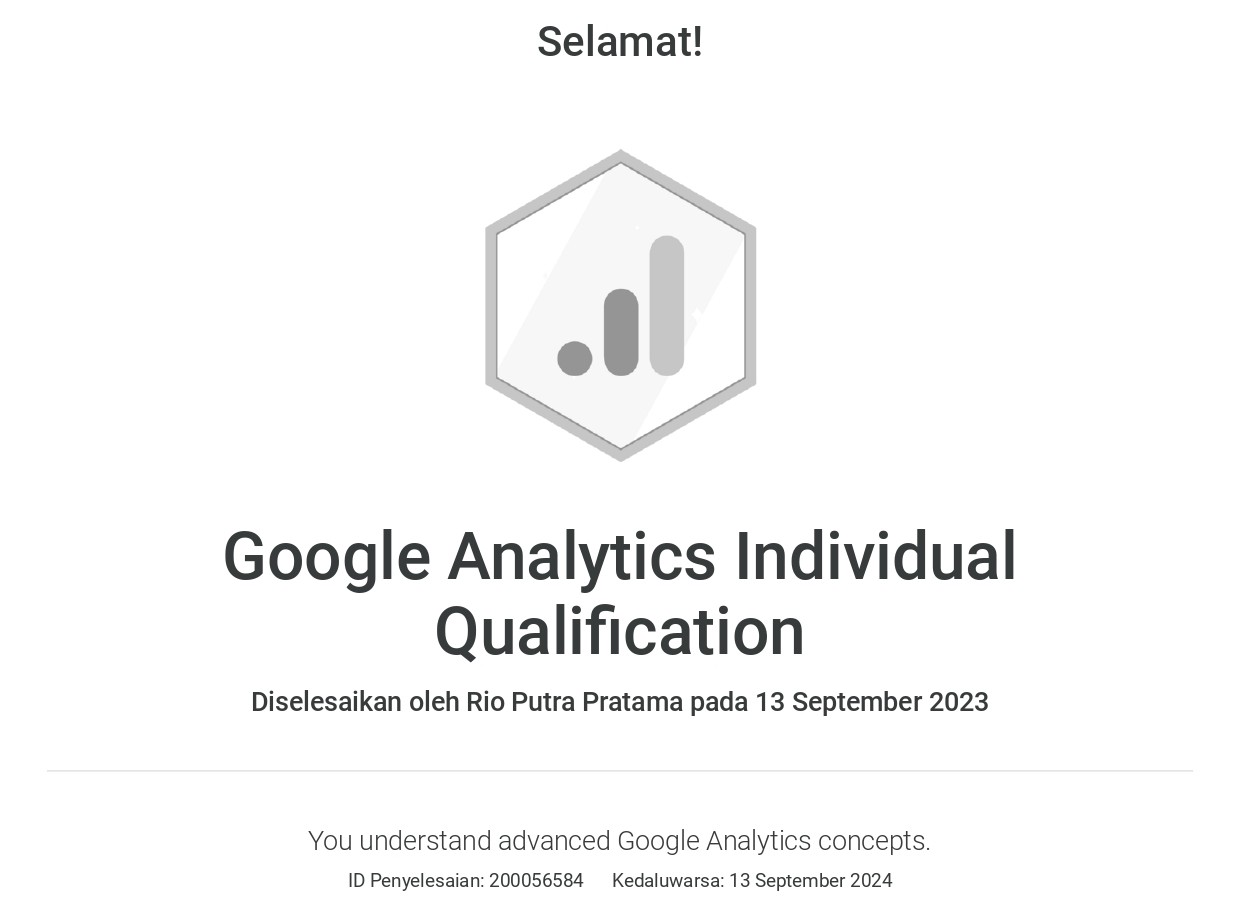 Selamat!
Google Analytics Individual
Qualification
Diselesaikan oleh Rio Putra Pratama pada 13 September 2023
You understand advanced Google Analytics concepts.
ID Penyelesaian: 200056584 Kedaluwarsa: 13 September 2024